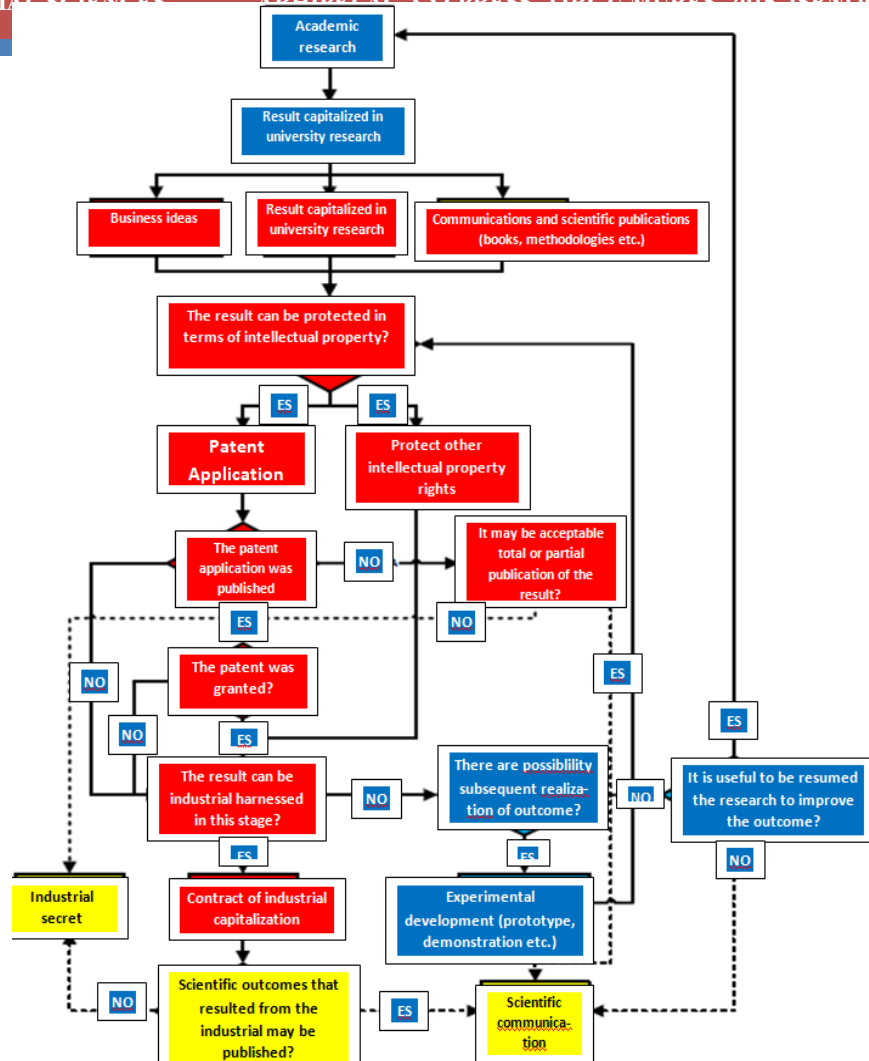 Academic
research
Result capitalized in
university research
Business ideas
Result capitalized in
university research
Communications and scientific publications
(books, methodologies etc.)
The result can be protected in
terms of intellectual property?
ES
ES
Patent
Application
Protect other
intellectual property
rights
The patent
application was
published
NO
It may be acceptable
total or partial
publication of the
result?
ES
NO
NO
The patent was
granted?
ES
NO
ES
ES
The result can be
industrial harnessed
in this stage?
NO
There are possiblility
subsequent realiza-
tion of outcome?
NO
It is useful to be resumed
the research to improve
the outcome?
ES
ES
NO
Industrial
secret
Contract of industrial
capitalization
Experimental
development (prototype,
demonstration etc.)
NO
Scientific outcomes that
resulted from the
industrial may be
published?
ES
Scientific
communica-
tion